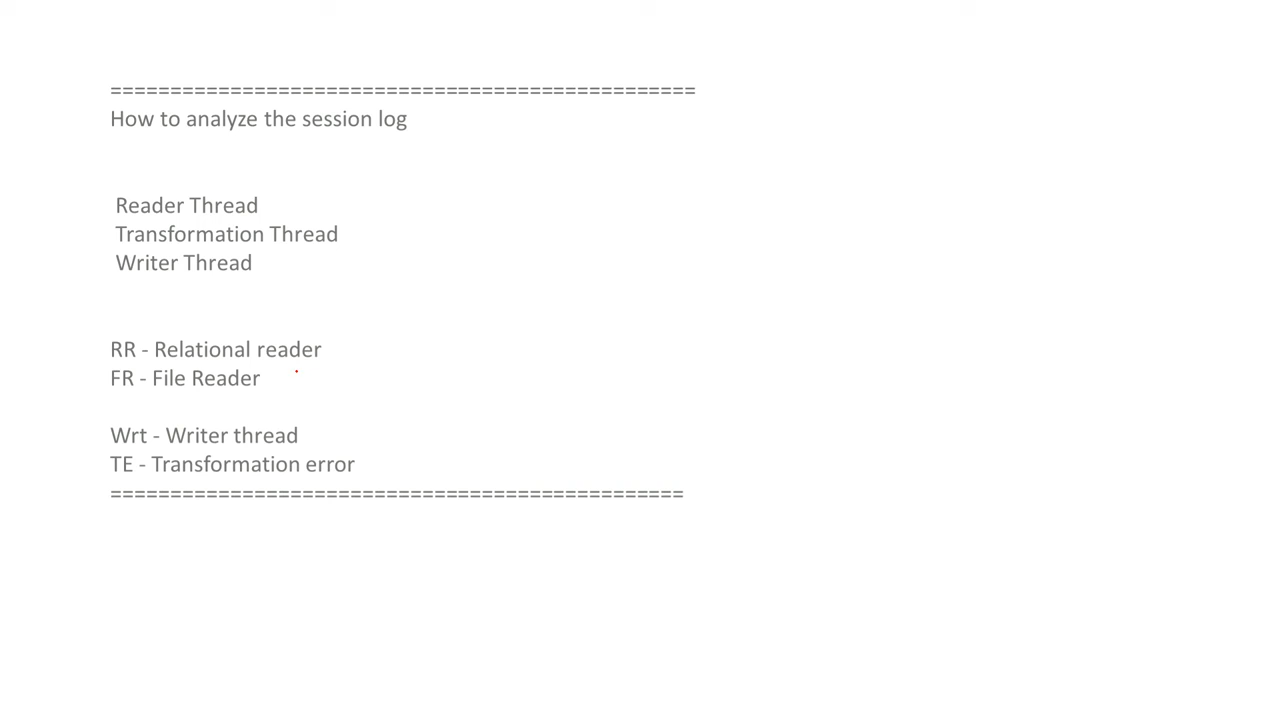 =================================================
How to analyze the session log
Reader Thread
Transformation Thread
Writer Thread
RR - Relational reader
FR - File Reader
Wrt - Writer thread
TE - Transformation error
================================================